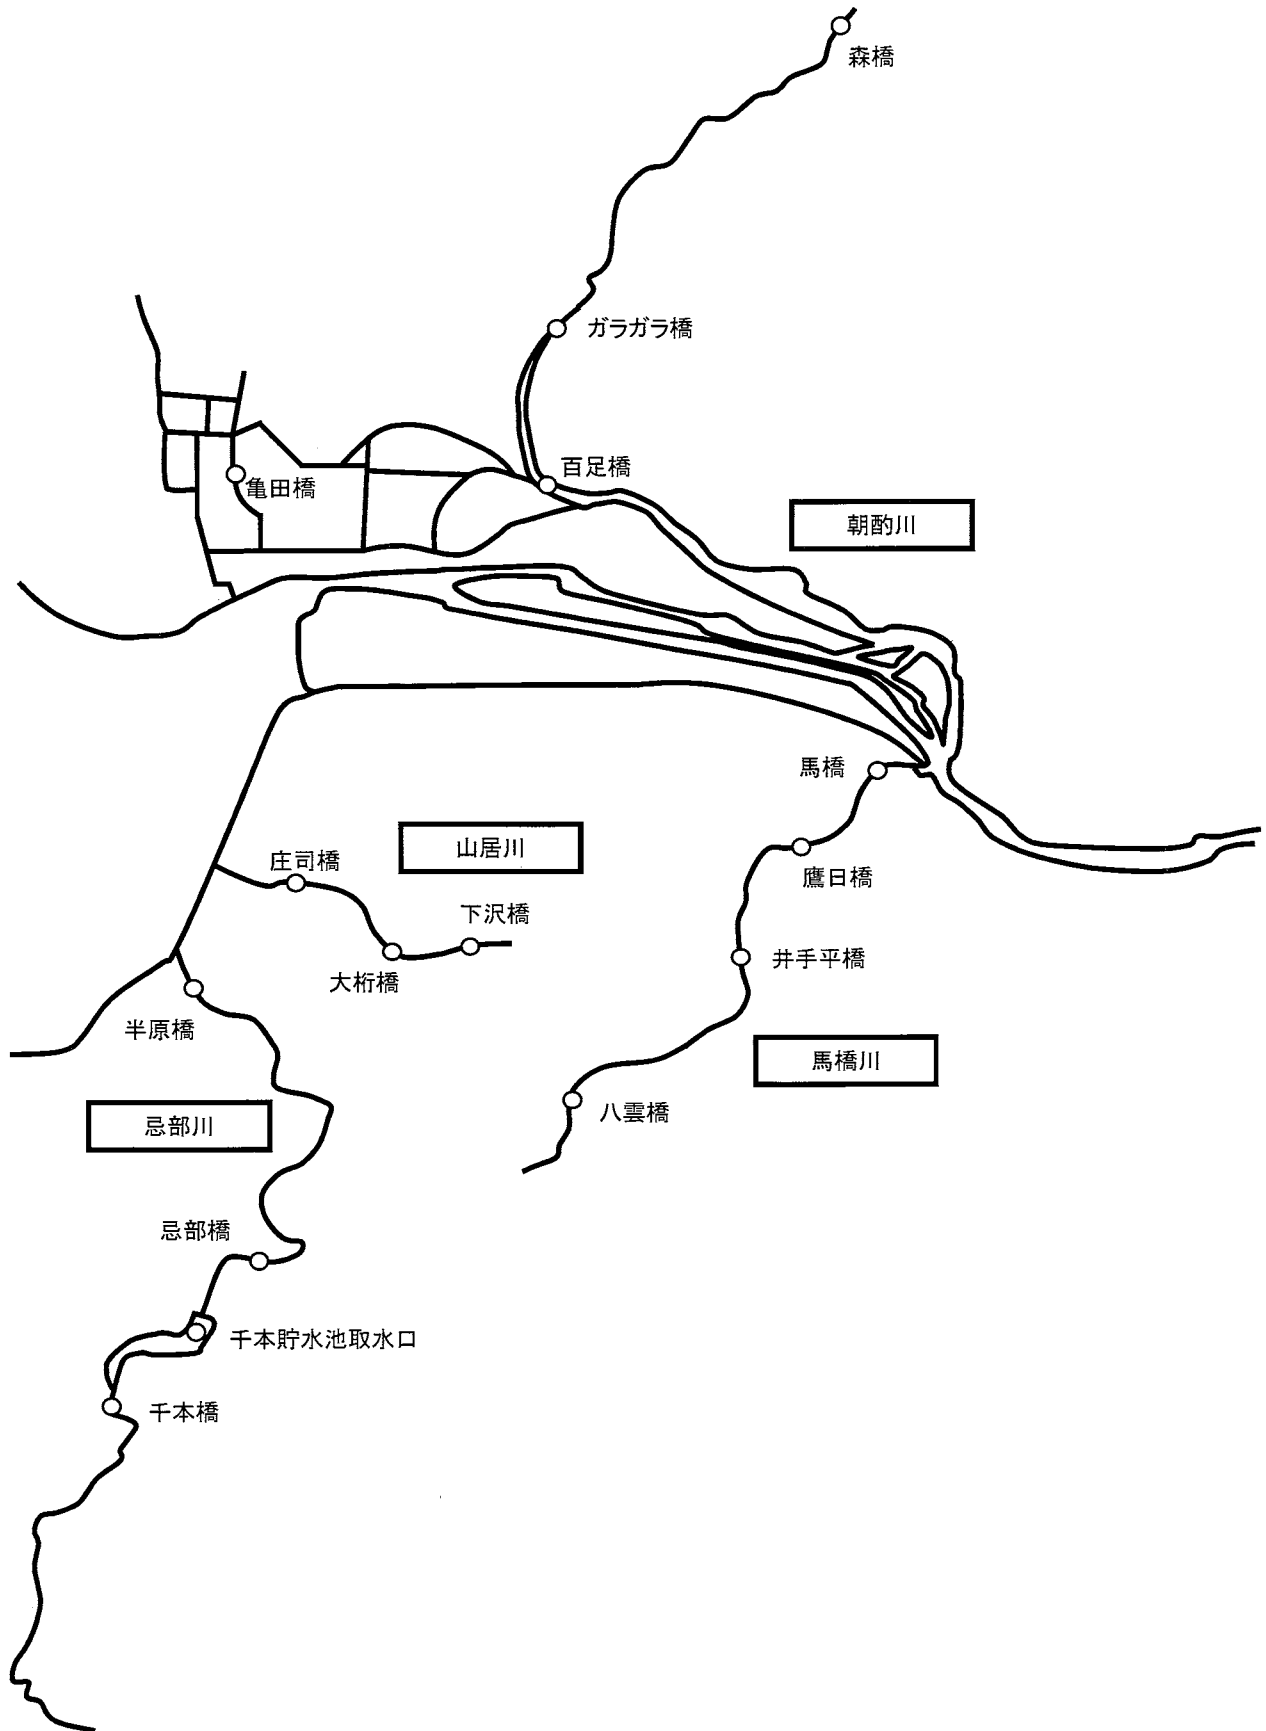 森橋
ガラガラ橋
百足橋
亀田橋
朝酌川
馬橋
山居川
庄司橋
鷹日橋
下沢橋
井手平橋
大桁橋
半原橋
馬橋川
八雲橋
忌部川
忌部橋
千本貯水池取水口
千本橋